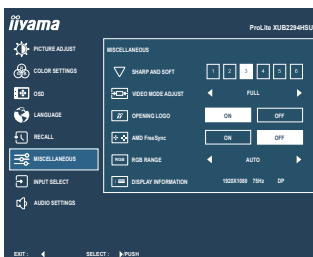 iiyama
ProLite XUB2294HSU
PICTURE ADJUST
COLOR SETTINGS
OSD
LANGUAGE
RECALL
MISCELLANEOUS
INPUT SELECT
AUDIO SETTINGS
MISCELLANEOUS
SHARP AND SOFT 1 2 3 4 5 6
VIDEO MODE ADJUST FULL
OPENING LOGO ON OFF
AMD FreeSync ON OFF
RGB RGB RANGE AUTO
DISPLAY INFORMATION 1920X1080 75Hz DP
EXIT : SELECT : /PUSH